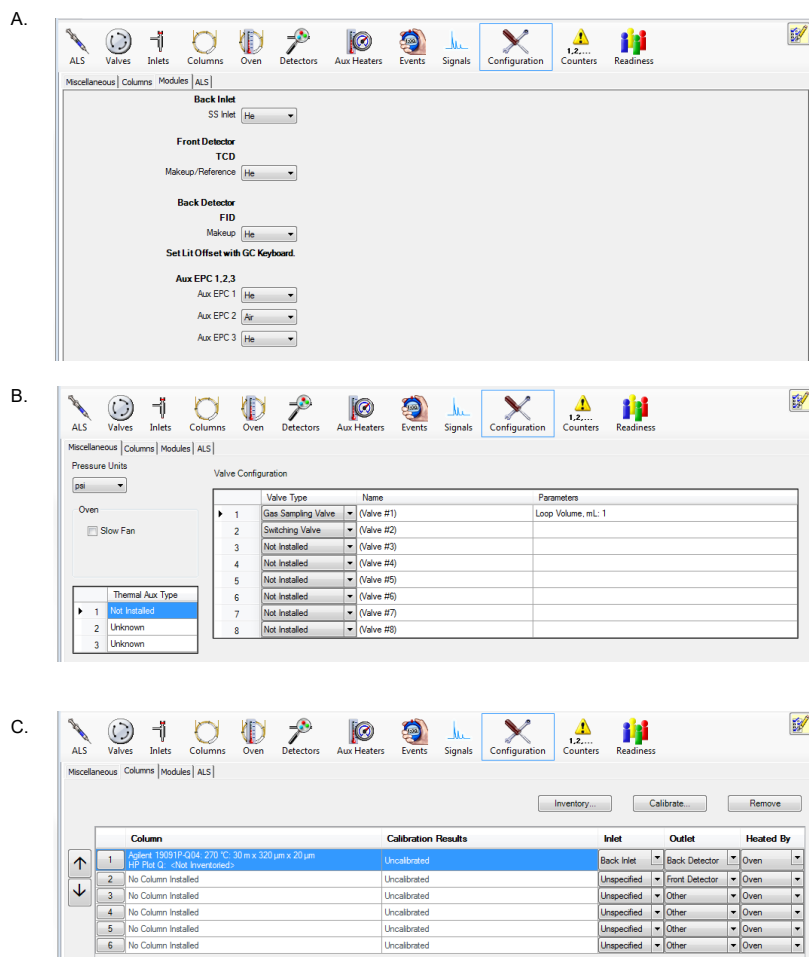 A.
ALS Valves Inlets Columns Oven Detectors Aux Heaters Events Signals Configuration 1,2,... Counters Readiness
Miscellaneous Columns Modules ALS
Back Inlet
SS Inlet He
Front Detector
TCD
Makeup/Reference He
Back Detector
FID
Makeup He
Set Lit Offset with GC Keyboard.
Aux EPC 1,2,3
Aux EPC 1 He
Aux EPC 2 Air
Aux EPC 3 He
B.
ALS Valves Inlets Columns Oven Detectors Aux Heaters Events Signals Configuration 1,2,... Counters Readiness
Miscellaneous Columns Modules ALS
Pressure Units
psi
Oven
Slow Fan
Thermal Aux Type
1 Not Installed
2 Unknown
3 Unknown
Valve Configuration
Valve Type Name Parameters
1 Gas Sampling Valve (Valve #1) Loop Volume, mL: 1
2 Switching Valve (Valve #2)
3 Not Installed (Valve #3)
4 Not Installed (Valve #4)
5 Not Installed (Valve #5)
6 Not Installed (Valve #6)
7 Not Installed (Valve #7)
8 Not Installed (Valve #8)
C.
ALS Valves Inlets Columns Oven Detectors Aux Heaters Events Signals Configuration 1,2,... Counters Readiness
Miscellaneous Columns Modules ALS
Inventory... Calibrate... Remove
Column Calibration Results Inlet Outlet Heated By
1 Agilent 19091P-Q04: 270 °C: 30 m x 320 µm x 20 µm
HP Plot Q: <Not Inventoried> Uncalibrated Back Inlet Back Detector Oven
2 No Column Installed Uncalibrated Unspecified Front Detector Oven
3 No Column Installed Uncalibrated Unspecified Other Oven
4 No Column Installed Uncalibrated Unspecified Other Oven
5 No Column Installed Uncalibrated Unspecified Other Oven
6 No Column Installed Uncalibrated Unspecified Other Oven